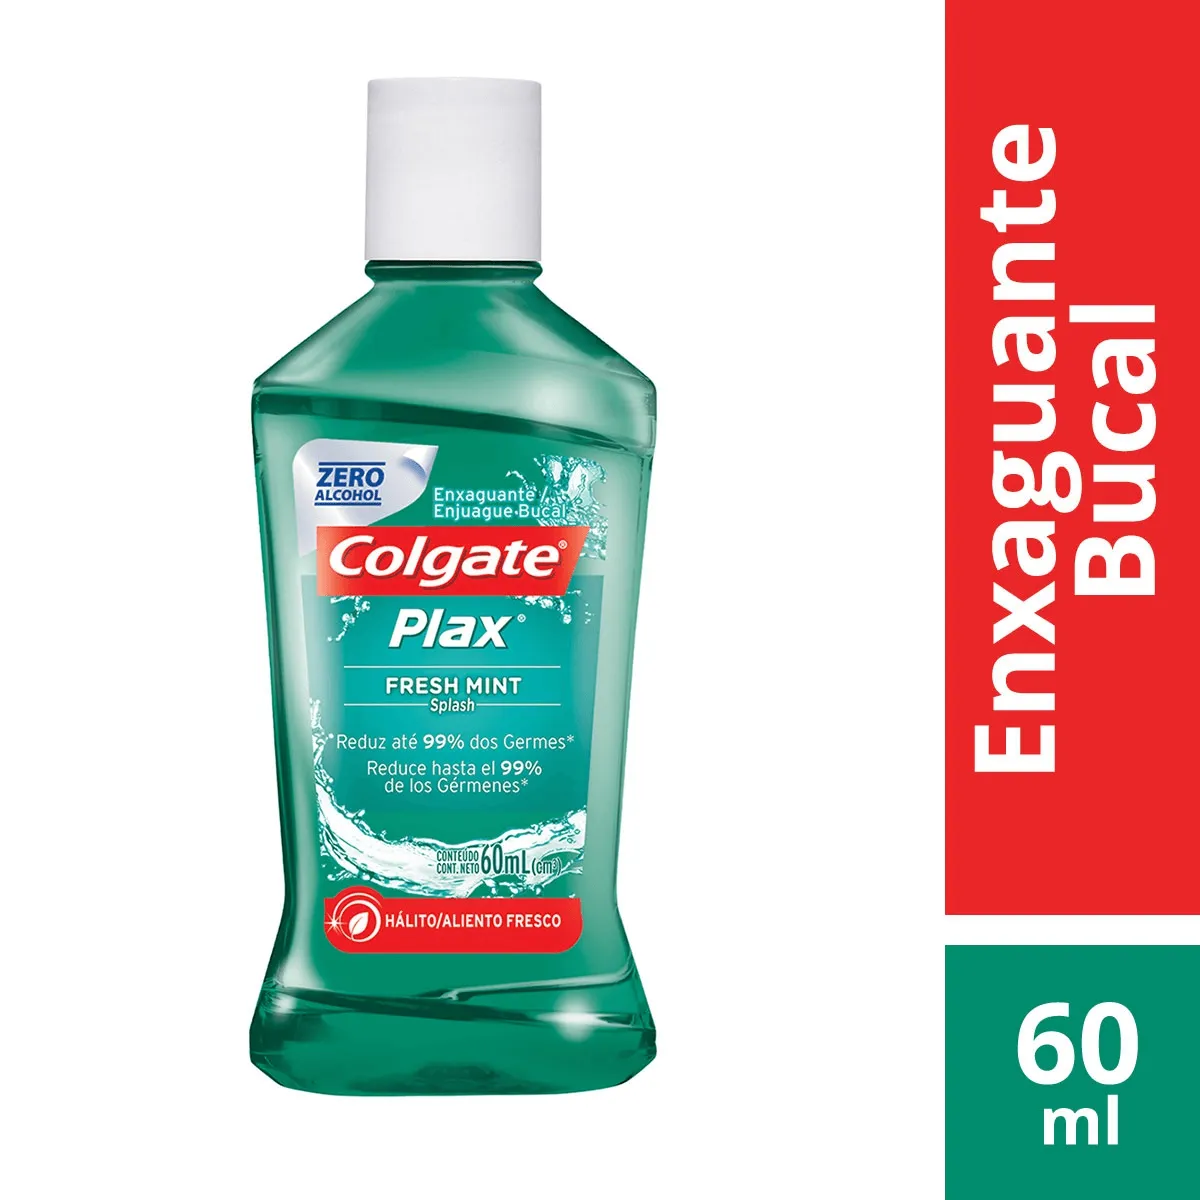 ZERO
ALCOHOL
Enxaguante /
Enjuague Bucal
Colgate®
Plax®
FRESH MINT
Splash
*Reduz até 99% dos Germes*
Reduce hasta el 99%
de los Gérmenes*
CONTEÚDO
CONT. NETO 60mL(cm³)
HÁLITO/ALIENTO FRESCO
Enxaguante
Bucal
60
ml